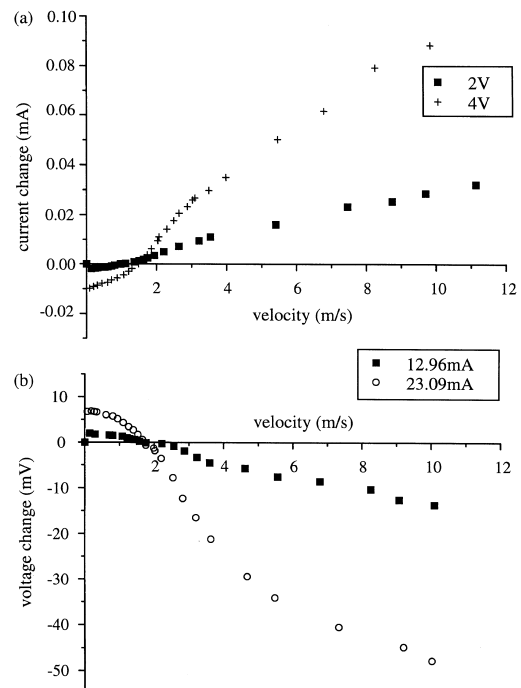 (a)
0.10
0.08
0.06
0.04
0.02
0.00
-0.02
current change (mA)
2V
4V
2 4 6 8 10 12
velocity (m/s)
12.96mA
23.09mA
(b)
velocity (m/s)
10
0
-10
-20
-30
-40
-50
voltage change (mV)
2 4 6 8 10 12